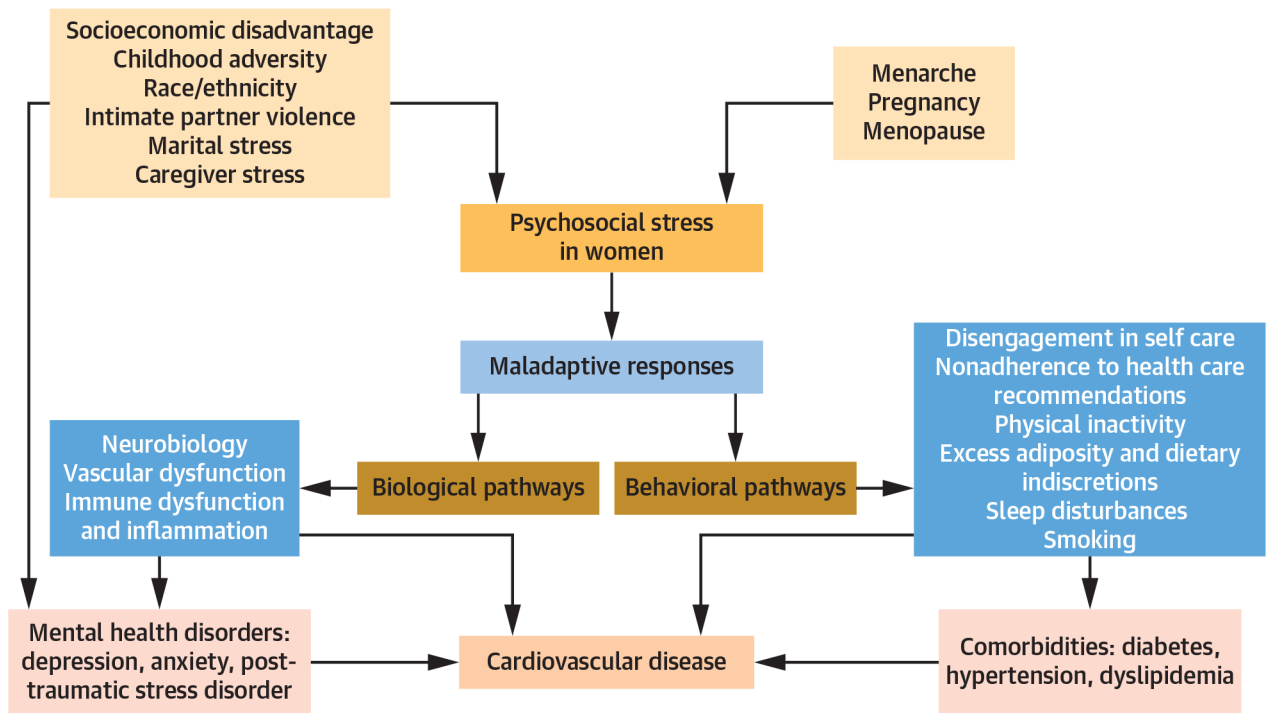 Socioeconomic disadvantage
Childhood adversity
Race/ethnicity
Intimate partner violence
Marital stress
Caregiver stress
Menarche
Pregnancy
Menopause
Psychosocial stress
in women
Maladaptive responses
Biological pathways
Behavioral pathways
Neurobiology
Vascular dysfunction
Immune dysfunction
and inflammation
Disengagement in self care
Nonadherence to health care
recommendations
Physical inactivity
Excess adiposity and dietary
indiscretions
Sleep disturbances
Smoking
Mental health disorders:
depression, anxiety, post-
traumatic stress disorder
Cardiovascular disease
Comorbidities: diabetes,
hypertension, dyslipidemia